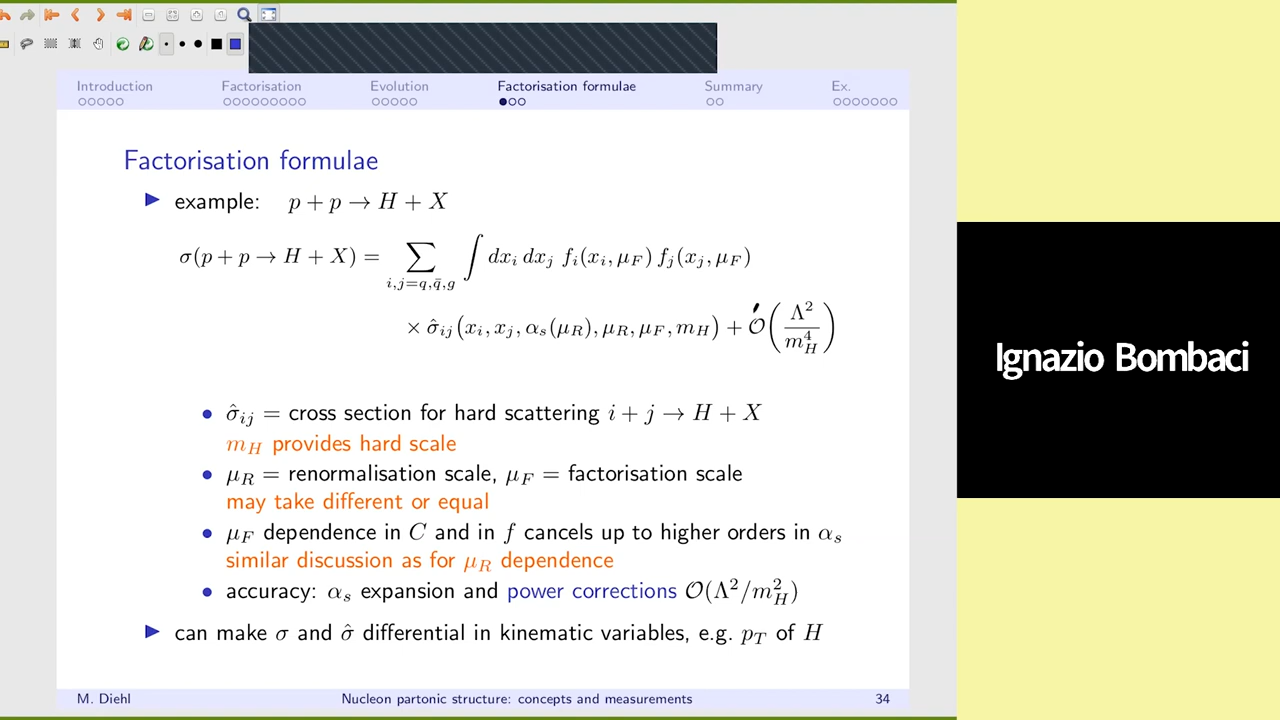 Introduction Factorisation Evolution Factorisation formulae Summary Ex.
Factorisation formulae
example: p + p → H + X
σ(p + p → H + X) = ∑_{i,j=q,q̄,g} ∫ dx_i dx_j f_i(x_i, μ_F) f_j(x_j, μ_F)
× σ̂_{ij}(x_i, x_j, α_s(μ_R), μ_R, μ_F, m_H) + O(Λ²/m_H⁴)
• σ̂_{ij} = cross section for hard scattering i + j → H + X
m_H provides hard scale
• μ_R = renormalisation scale, μ_F = factorisation scale
may take different or equal
• μ_F dependence in C and in f cancels up to higher orders in α_s
similar discussion as for μ_R dependence
• accuracy: α_s expansion and power corrections O(Λ²/m_H²)
can make σ and σ̂ differential in kinematic variables, e.g. p_T of H
M. Diehl Nucleon partonic structure: concepts and measurements 34
Ignazio Bombaci